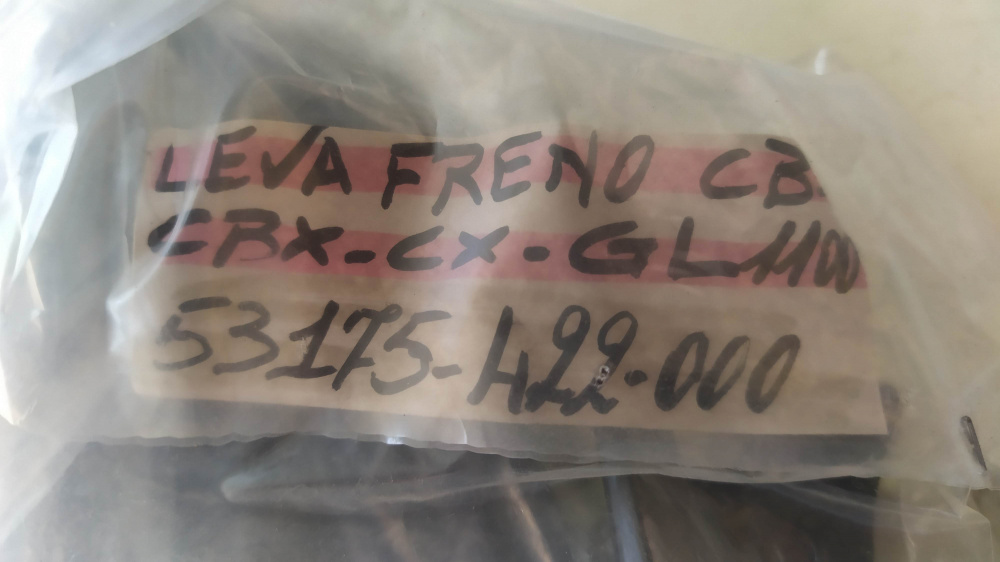 LEVA FRENO CB-
CBX-CX-GL1100
53175-422-000